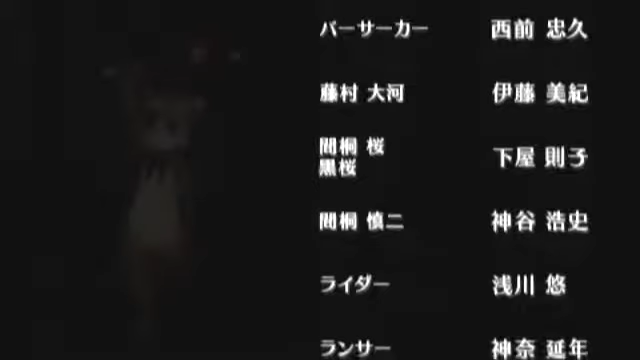 バーサーカー 西前 忠久
藤村 大河 伊藤 美紀
間桐 桜
黒桜 下屋 則子
間桐 慎二 神谷 浩史
ライダー 浅川 悠
ランサー 神奈 延年